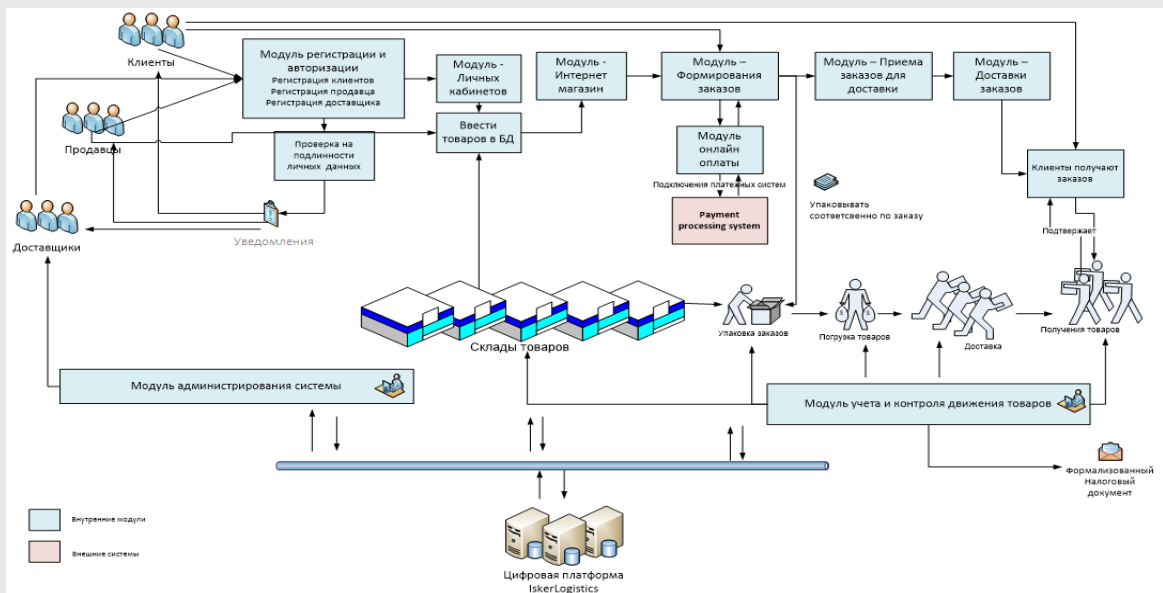 Клиенты
Модуль регистрации и
авторизации
Регистрация клиентов
Регистрация продавца
Регистрация доставщика
Модуль -
Личных
кабинетов
Модуль -
Интернет
магазин
Модуль –
Формирования
заказов
Модуль – Приема
заказов для
доставки
Модуль –
Доставки
заказов
Продавцы
Проверка на
подлинности
личных данных
Ввести
товаров в БД
Модуль
онлайн
оплаты
Клиенты получают
заказов
Подключения платежных систем
Упаковывать
соответсвенно по заказу
Payment
processing system
Доставщики
Уведомления
Подтвержает
Склады товаров
Упаковка заказов
Погрузка товаров
$ $
Доставка
Получения товаров
Модуль администрирования системы
Модуль учета и контроля движения товаров
Формализованный
Налоговый
документ
Внутренние модули
Внешние системы
Цифровая платформа
IskerLogistics